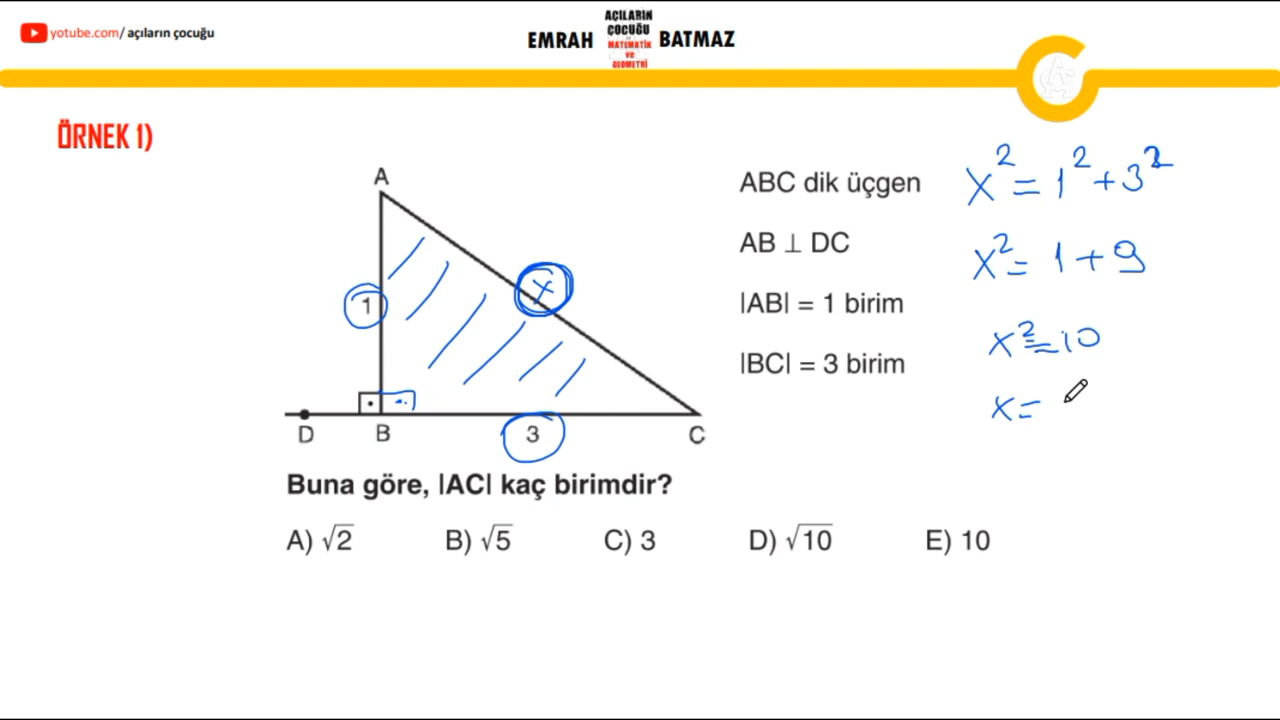 yotube.com/ açıların çocuğu
EMRAH
AÇILARIN
ÇOCUĞU
MATEMATİK
ve
GEOMETRİ
BATMAZ
ÖRNEK 1)
A
1
x
D
B
3
C
ABC dik üçgen
AB ⊥ DC
|AB| = 1 birim
|BC| = 3 birim
x² = 1² + 3²
x² = 1 + 9
x² = 10
x =
Buna göre, |AC| kaç birimdir?
A) √2 B) √5 C) 3 D) √10 E) 10